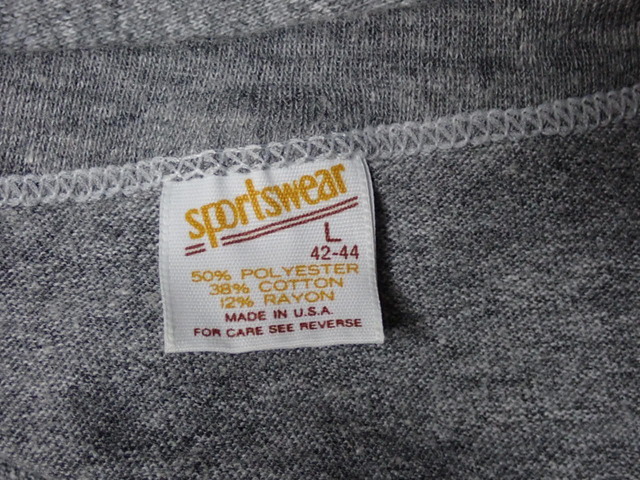 sportswear
L
42-44
50% POLYESTER
38% COTTON
12% RAYON
MADE IN U.S.A.
FOR CARE SEE REVERSE